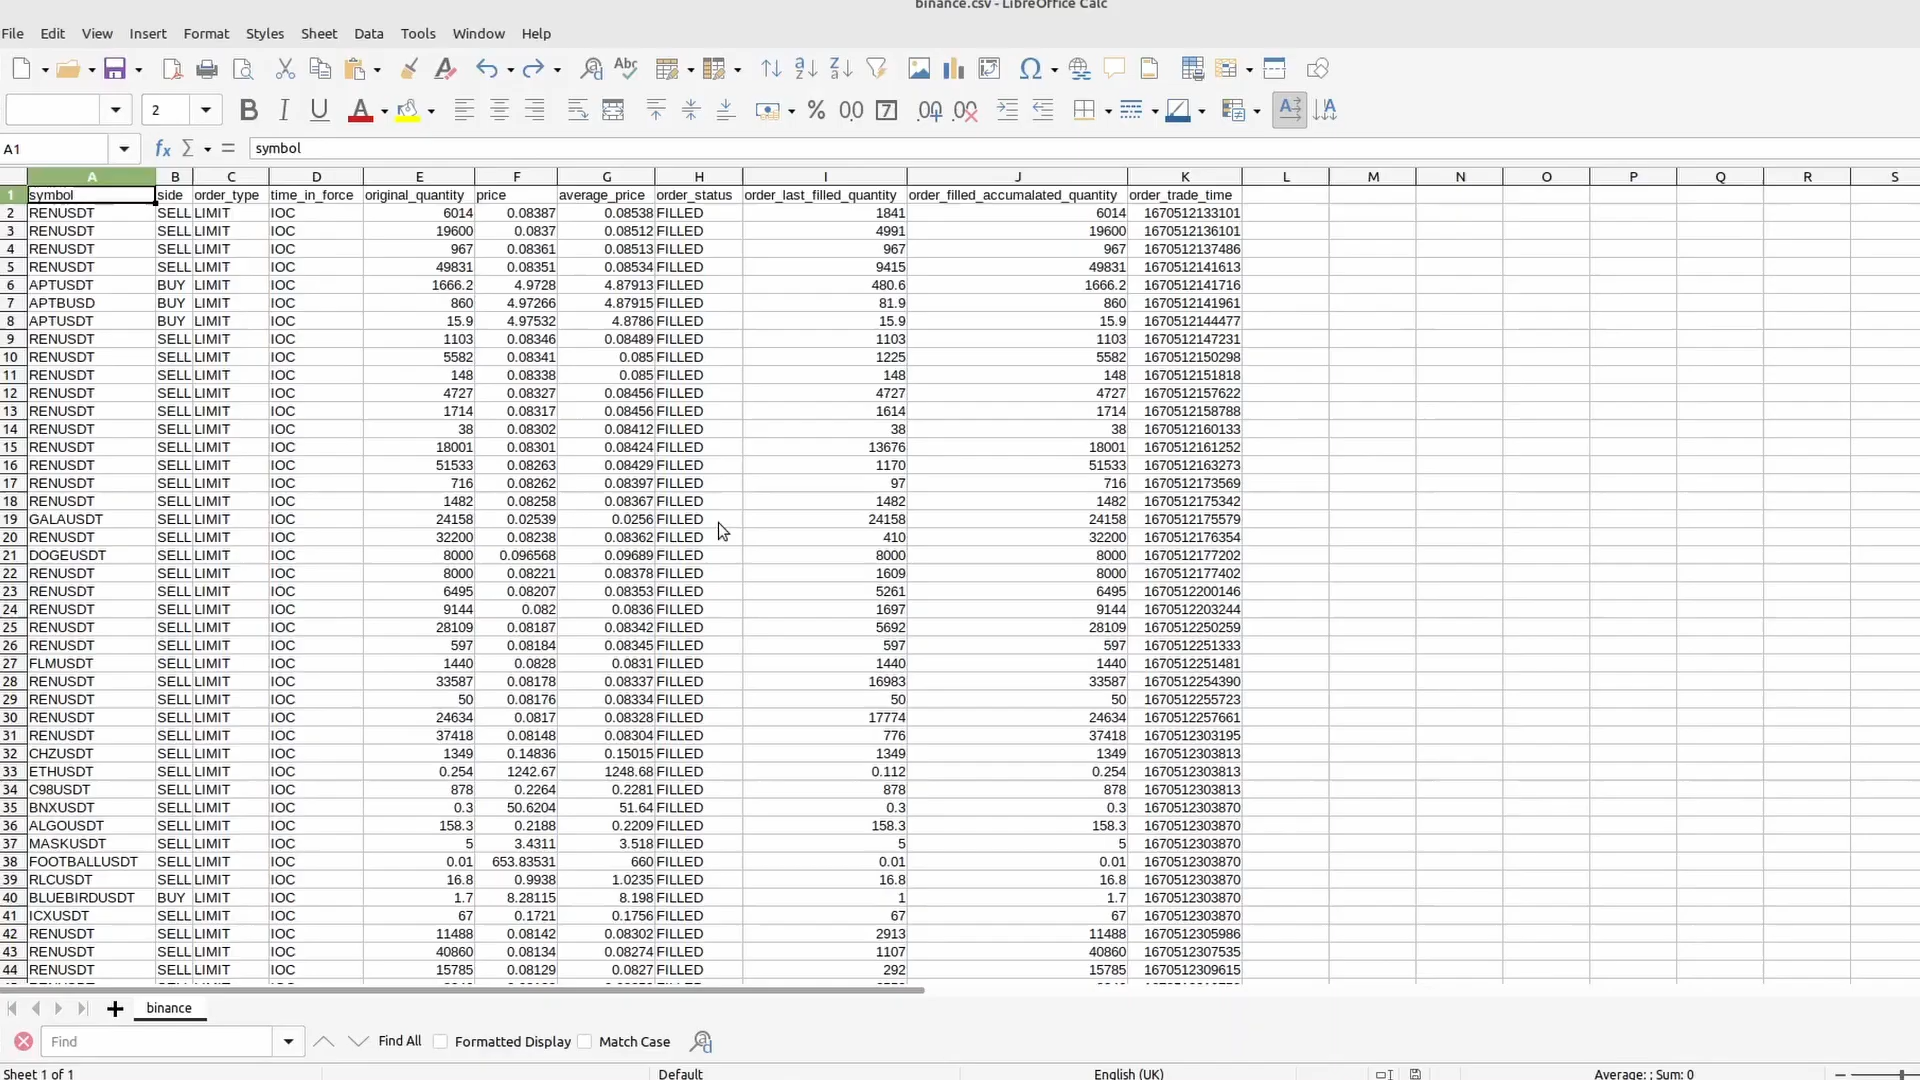 binance.csv - LibreOffice Calc
File Edit View Insert Format Styles Sheet Data Tools Window Help
2
A1 symbol
A B C D E F G H I J K L M N O P Q R S
1 symbol side order_type time_in_force original_quantity price average_price order_status order_last_filled_quantity order_filled_accumalated_quantity order_trade_time
2 RENUSDT SELL LIMIT IOC 6014 0.08387 0.08538 FILLED 1841 6014 1670512133101
3 RENUSDT SELL LIMIT IOC 19600 0.0837 0.08512 FILLED 4991 19600 1670512136101
4 RENUSDT SELL LIMIT IOC 967 0.08361 0.08513 FILLED 967 967 1670512137486
5 RENUSDT SELL LIMIT IOC 49831 0.08351 0.08534 FILLED 9415 49831 1670512141613
6 APTUSDT BUY LIMIT IOC 1666.2 4.9728 4.87913 FILLED 480.6 1666.2 1670512141716
7 APTBUSD BUY LIMIT IOC 860 4.97266 4.87915 FILLED 81.9 860 1670512141961
8 APTUSDT BUY LIMIT IOC 15.9 4.97532 4.8786 FILLED 15.9 15.9 1670512144477
9 RENUSDT SELL LIMIT IOC 1103 0.08346 0.08489 FILLED 1103 1103 1670512147231
10 RENUSDT SELL LIMIT IOC 5582 0.08341 0.085 FILLED 1225 5582 1670512150298
11 RENUSDT SELL LIMIT IOC 148 0.08338 0.085 FILLED 148 148 1670512151818
12 RENUSDT SELL LIMIT IOC 4727 0.08327 0.08456 FILLED 4727 4727 1670512157622
13 RENUSDT SELL LIMIT IOC 1714 0.08317 0.08456 FILLED 1614 1714 1670512158788
14 RENUSDT SELL LIMIT IOC 38 0.08302 0.08412 FILLED 38 38 1670512160133
15 RENUSDT SELL LIMIT IOC 18001 0.08301 0.08424 FILLED 13676 18001 1670512161252
16 RENUSDT SELL LIMIT IOC 51533 0.08263 0.08429 FILLED 1170 51533 1670512163273
17 RENUSDT SELL LIMIT IOC 716 0.08262 0.08397 FILLED 97 716 1670512173569
18 RENUSDT SELL LIMIT IOC 1482 0.08258 0.08367 FILLED 1482 1482 1670512175342
19 GALAUSDT SELL LIMIT IOC 24158 0.02539 0.0256 FILLED 24158 24158 1670512175579
20 RENUSDT SELL LIMIT IOC 32200 0.08238 0.08362 FILLED 410 32200 1670512176354
21 DOGEUSDT SELL LIMIT IOC 8000 0.096568 0.09689 FILLED 8000 8000 1670512177202
22 RENUSDT SELL LIMIT IOC 8000 0.08221 0.08378 FILLED 1609 8000 1670512177402
23 RENUSDT SELL LIMIT IOC 6495 0.08207 0.08353 FILLED 5261 6495 1670512200146
24 RENUSDT SELL LIMIT IOC 9144 0.082 0.0836 FILLED 1697 9144 1670512203244
25 RENUSDT SELL LIMIT IOC 28109 0.08187 0.08342 FILLED 5692 28109 1670512250259
26 RENUSDT SELL LIMIT IOC 597 0.08184 0.08345 FILLED 597 597 1670512251333
27 FLMUSDT SELL LIMIT IOC 1440 0.0828 0.0831 FILLED 1440 1440 1670512251481
28 RENUSDT SELL LIMIT IOC 33587 0.08178 0.08337 FILLED 16983 33587 1670512254390
29 RENUSDT SELL LIMIT IOC 50 0.08176 0.08334 FILLED 50 50 1670512255723
30 RENUSDT SELL LIMIT IOC 24634 0.0817 0.08328 FILLED 17774 24634 1670512257661
31 RENUSDT SELL LIMIT IOC 37418 0.08148 0.08304 FILLED 776 37418 1670512303195
32 CHZUSDT SELL LIMIT IOC 1349 0.14836 0.15015 FILLED 1349 1349 1670512303813
33 ETHUSDT SELL LIMIT IOC 0.254 1242.67 1248.68 FILLED 0.112 0.254 1670512303813
34 C98USDT SELL LIMIT IOC 878 0.2264 0.2281 FILLED 878 878 1670512303813
35 BNXUSDT SELL LIMIT IOC 0.3 50.6204 51.64 FILLED 0.3 0.3 1670512303870
36 ALGOUSDT SELL LIMIT IOC 158.3 0.2188 0.2209 FILLED 158.3 158.3 1670512303870
37 MASKUSDT SELL LIMIT IOC 5 3.4311 3.518 FILLED 5 5 1670512303870
38 FOOTBALLUSDT SELL LIMIT IOC 0.01 653.83531 660 FILLED 0.01 0.01 1670512303870
39 RLCUSDT SELL LIMIT IOC 16.8 0.9938 1.0235 FILLED 16.8 16.8 1670512303870
40 BLUEBIRDUSDT BUY LIMIT IOC 1.7 8.28115 8.198 FILLED 1 1.7 1670512303870
41 ICXUSDT SELL LIMIT IOC 67 0.1721 0.1756 FILLED 67 67 1670512303870
42 RENUSDT SELL LIMIT IOC 11488 0.08142 0.08302 FILLED 2913 11488 1670512305986
43 RENUSDT SELL LIMIT IOC 40860 0.08134 0.08274 FILLED 1107 40860 1670512307535
44 RENUSDT SELL LIMIT IOC 15785 0.08129 0.0827 FILLED 292 15785 1670512309615
binance
Find Find All Formatted Display Match Case
Sheet 1 of 1 Default English (UK) Average: ; Sum: 0